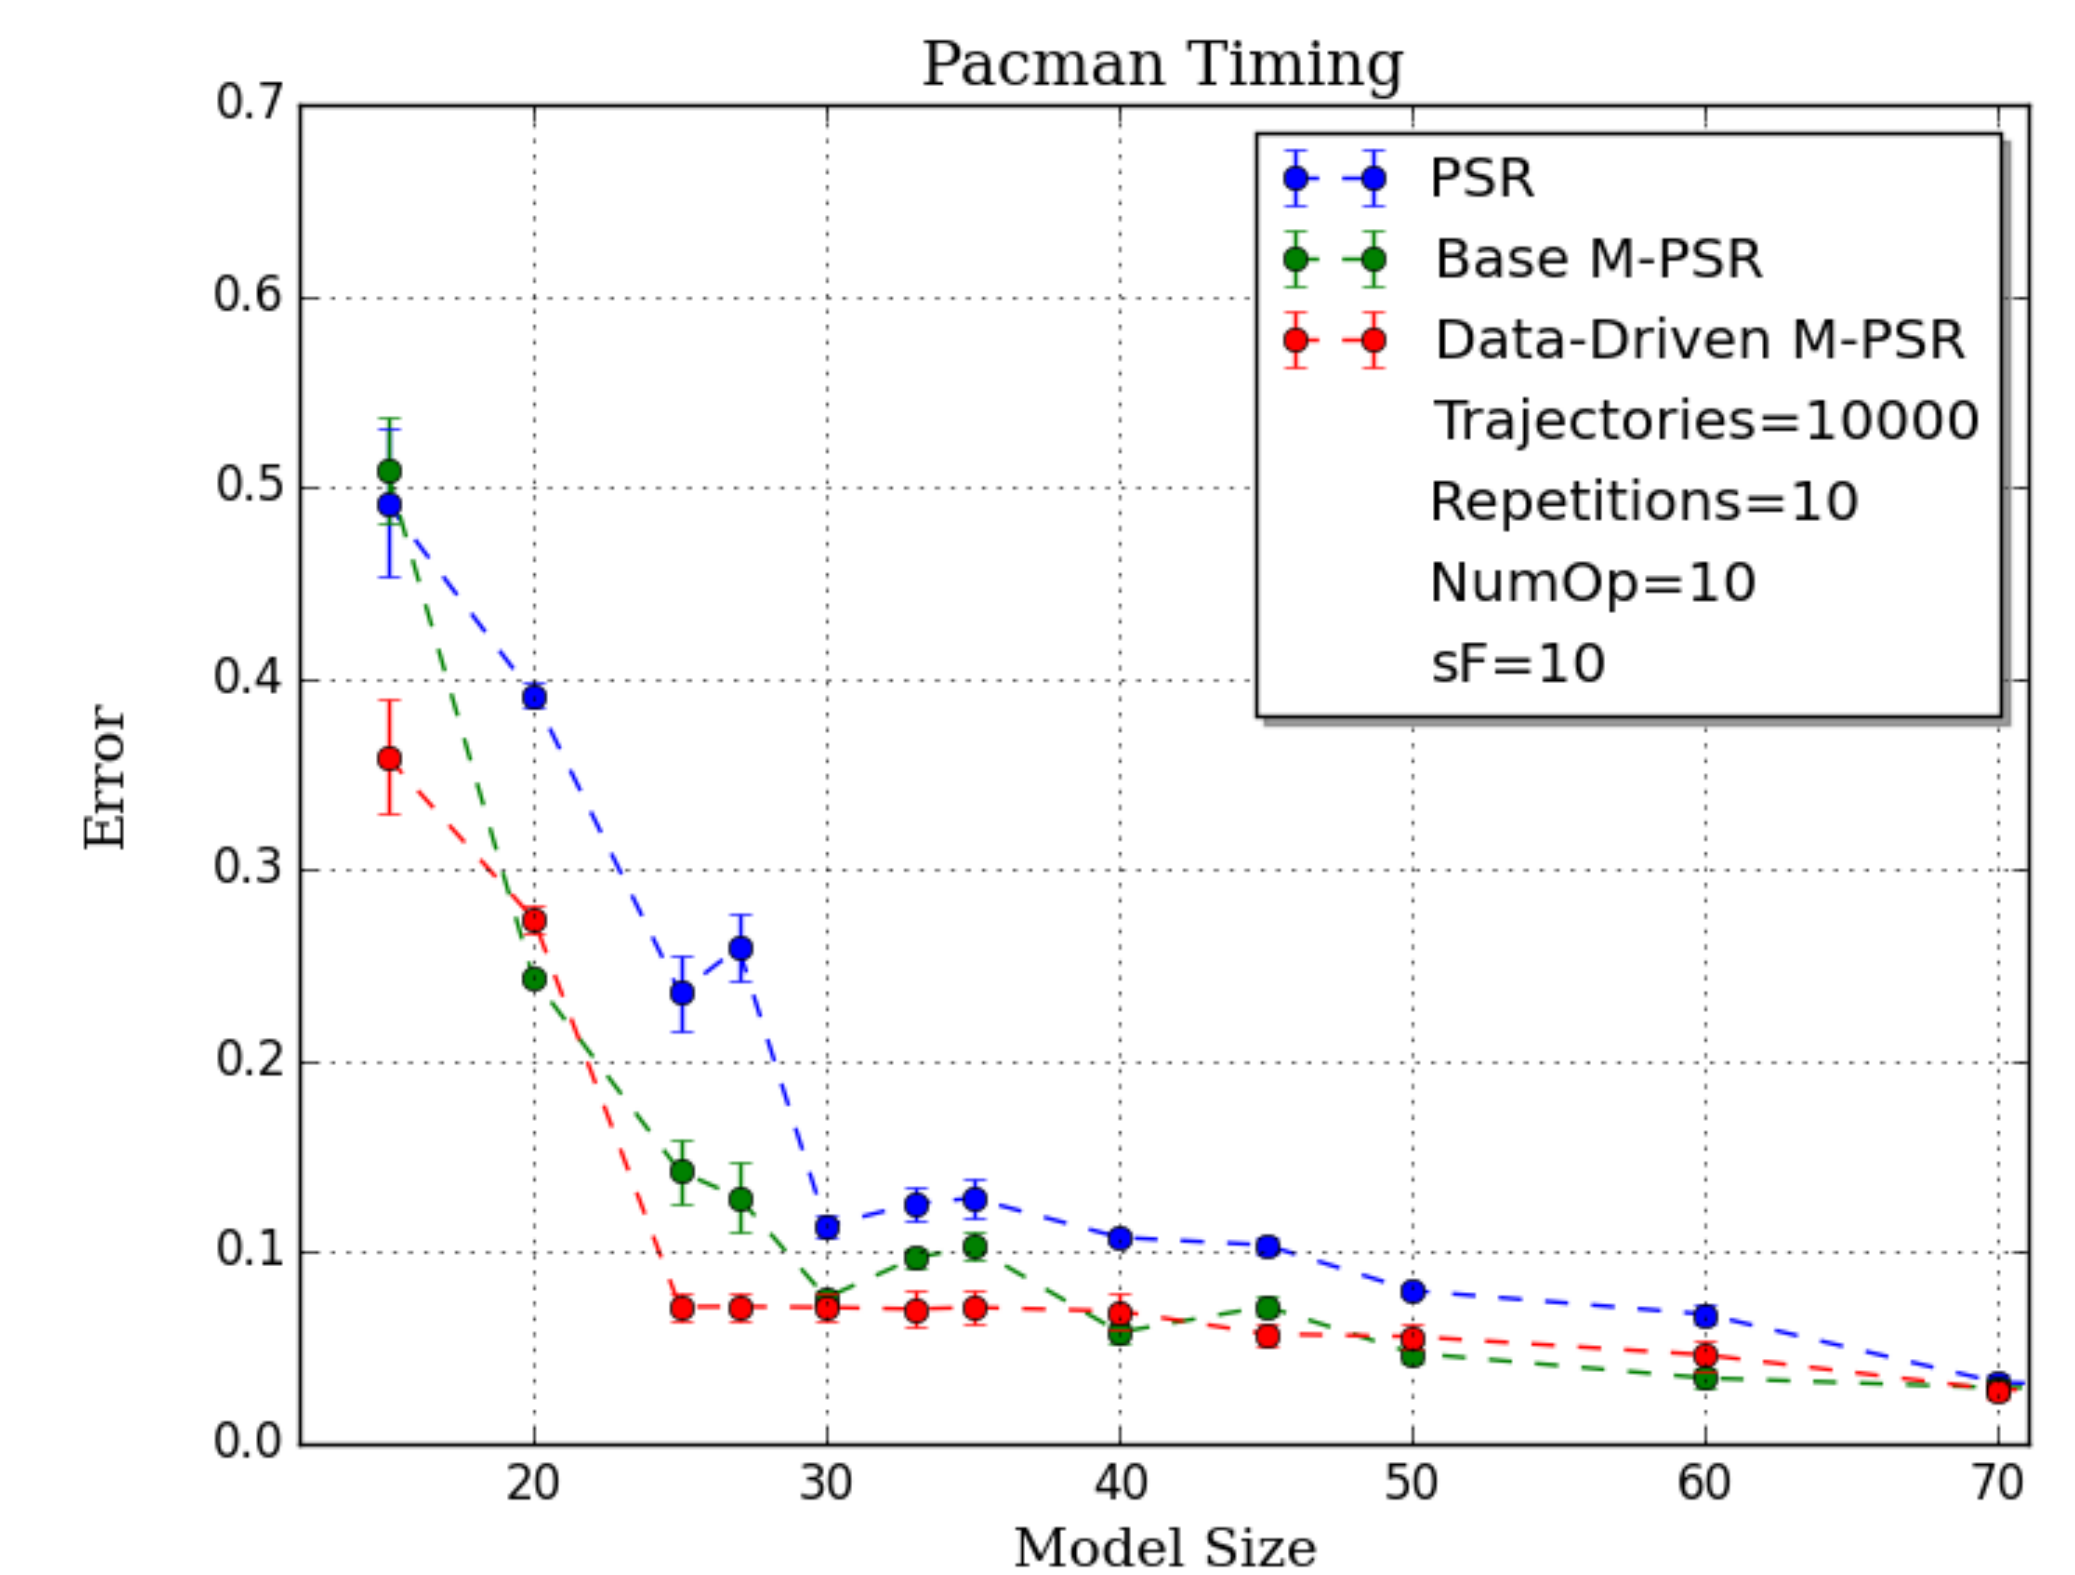 Pacman Timing
0.7
0.6
0.5
0.4
0.3
0.2
0.1
0.0
Error
PSR
Base M-PSR
Data-Driven M-PSR
Trajectories=10000
Repetitions=10
NumOp=10
sF=10
20 30 40 50 60 70
Model Size